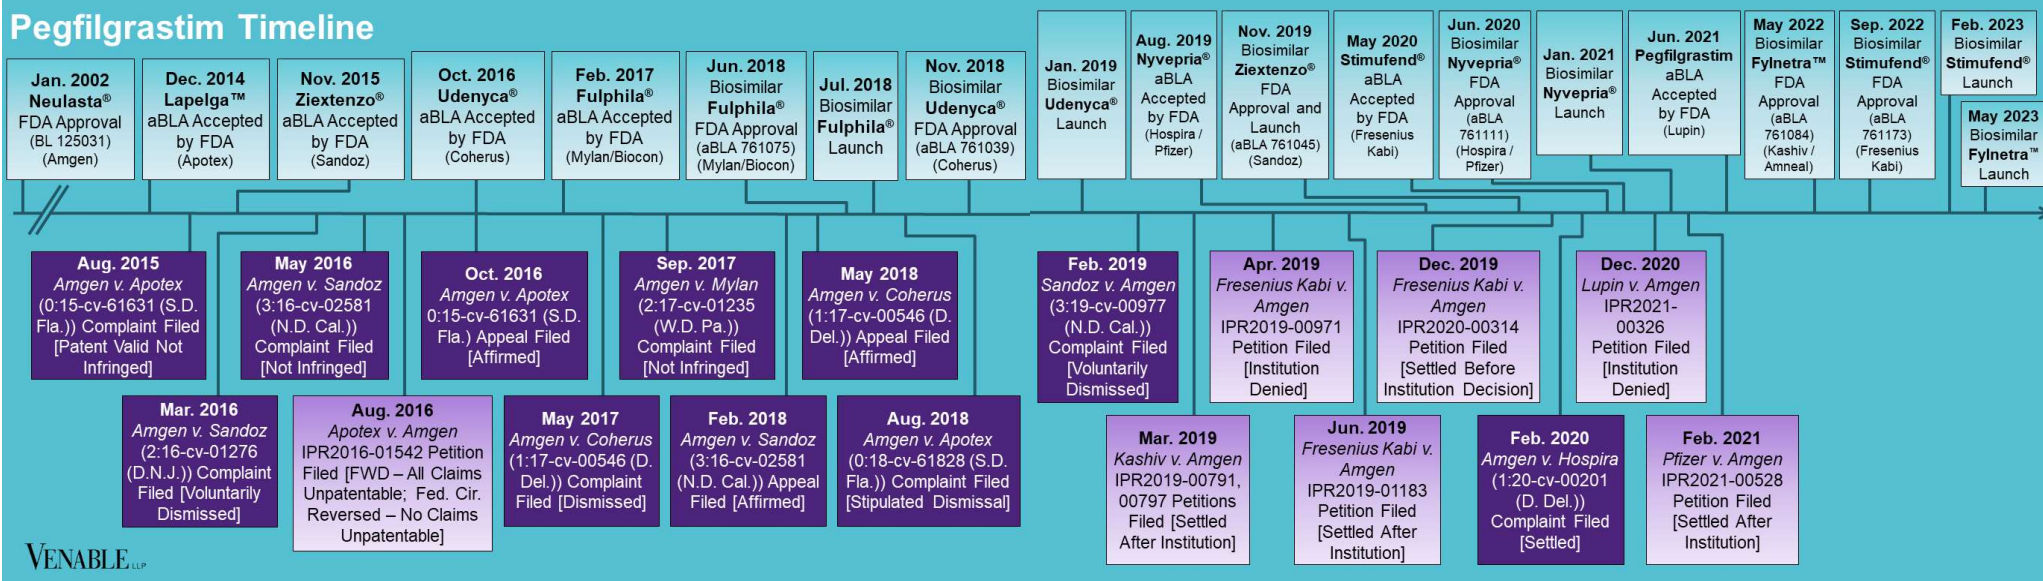 Pegfilgrastim Timeline
Jan. 2002
Neulasta®
FDA Approval
(BL 125031)
(Amgen)
Dec. 2014
Lapelga™
aBLA Accepted
by FDA
(Apotex)
Nov. 2015
Ziextenzo®
aBLA Accepted
by FDA
(Sandoz)
Oct. 2016
Udenyca®
aBLA Accepted
by FDA
(Coherus)
Feb. 2017
Fulphila®
aBLA Accepted
by FDA
(Mylan/Biocon)
Jun. 2018
Biosimilar
Fulphila®
FDA Approval
(aBLA 761075)
(Mylan/Biocon)
Jul. 2018
Biosimilar
Fulphila®
Launch
Nov. 2018
Biosimilar
Udenyca®
FDA Approval
(aBLA 761039)
(Coherus)
Jan. 2019
Biosimilar
Udenyca®
Launch
Aug. 2019
Nyvepria®
aBLA
Accepted
by FDA
(Hospira /
Pfizer)
Nov. 2019
Biosimilar
Ziextenzo®
FDA
Approval and
Launch
(aBLA 761045)
(Sandoz)
May 2020
Stimufend®
aBLA
Accepted
by FDA
(Fresenius
Kabi)
Jun. 2020
Biosimilar
Nyvepria®
FDA
Approval
(aBLA
761111)
(Hospira /
Pfizer)
Jan. 2021
Biosimilar
Nyvepria®
Launch
Jun. 2021
Pegfilgrastim
aBLA
Accepted
by FDA
(Lupin)
May 2022
Biosimilar
Fylnetra™
FDA
Approval
(aBLA
761084)
(Kashiv /
Amneal)
Sep. 2022
Biosimilar
Stimufend®
FDA
Approval
(aBLA
761173)
(Fresenius
Kabi)
Feb. 2023
Biosimilar
Stimufend®
Launch
May 2023
Biosimilar
Fylnetra™
Launch
Aug. 2015
Amgen v. Apotex
(0:15-cv-61631 (S.D.
Fla.)) Complaint Filed
[Patent Valid Not
Infringed]
May 2016
Amgen v. Sandoz
(3:16-cv-02581
(N.D. Cal.))
Complaint Filed
[Not Infringed]
Oct. 2016
Amgen v. Apotex
0:15-cv-61631 (S.D.
Fla.) Appeal Filed
[Affirmed]
Sep. 2017
Amgen v. Mylan
(2:17-cv-01235
(W.D. Pa.))
Complaint Filed
[Not Infringed]
May 2018
Amgen v. Coherus
(1:17-cv-00546 (D.
Del.)) Appeal Filed
[Affirmed]
Feb. 2019
Sandoz v. Amgen
(3:19-cv-00977
(N.D. Cal.))
Complaint Filed
[Voluntarily
Dismissed]
Apr. 2019
Fresenius Kabi v.
Amgen
IPR2019-00971
Petition Filed
[Institution
Denied]
Dec. 2019
Fresenius Kabi v.
Amgen
IPR2020-00314
Petition Filed
[Settled Before
Institution Decision]
Dec. 2020
Lupin v. Amgen
IPR2021-
00326
Petition Filed
[Institution
Denied]
Mar. 2016
Amgen v. Sandoz
(2:16-cv-01276
(D.N.J.)) Complaint
Filed [Voluntarily
Dismissed]
Aug. 2016
Apotex v. Amgen
IPR2016-01542 Petition
Filed [FWD – All Claims
Unpatentable; Fed. Cir.
Reversed – No Claims
Unpatentable]
May 2017
Amgen v. Coherus
(1:17-cv-00546 (D.
Del.)) Complaint
Filed [Dismissed]
Feb. 2018
Amgen v. Sandoz
(3:16-cv-02581
(N.D. Cal.)) Appeal
Filed [Affirmed]
Aug. 2018
Amgen v. Apotex
(0:18-cv-61828 (S.D.
Fla.)) Complaint Filed
[Stipulated Dismissal]
Mar. 2019
Kashiv v. Amgen
IPR2019-00791,
00797 Petitions
Filed [Settled
After Institution]
Jun. 2019
Fresenius Kabi v.
Amgen
IPR2019-01183
Petition Filed
[Settled After
Institution]
Feb. 2020
Amgen v. Hospira
(1:20-cv-00201
(D. Del.))
Complaint Filed
[Settled]
Feb. 2021
Pfizer v. Amgen
IPR2021-00528
Petition Filed
[Settled After
Institution]
VENABLE LLP